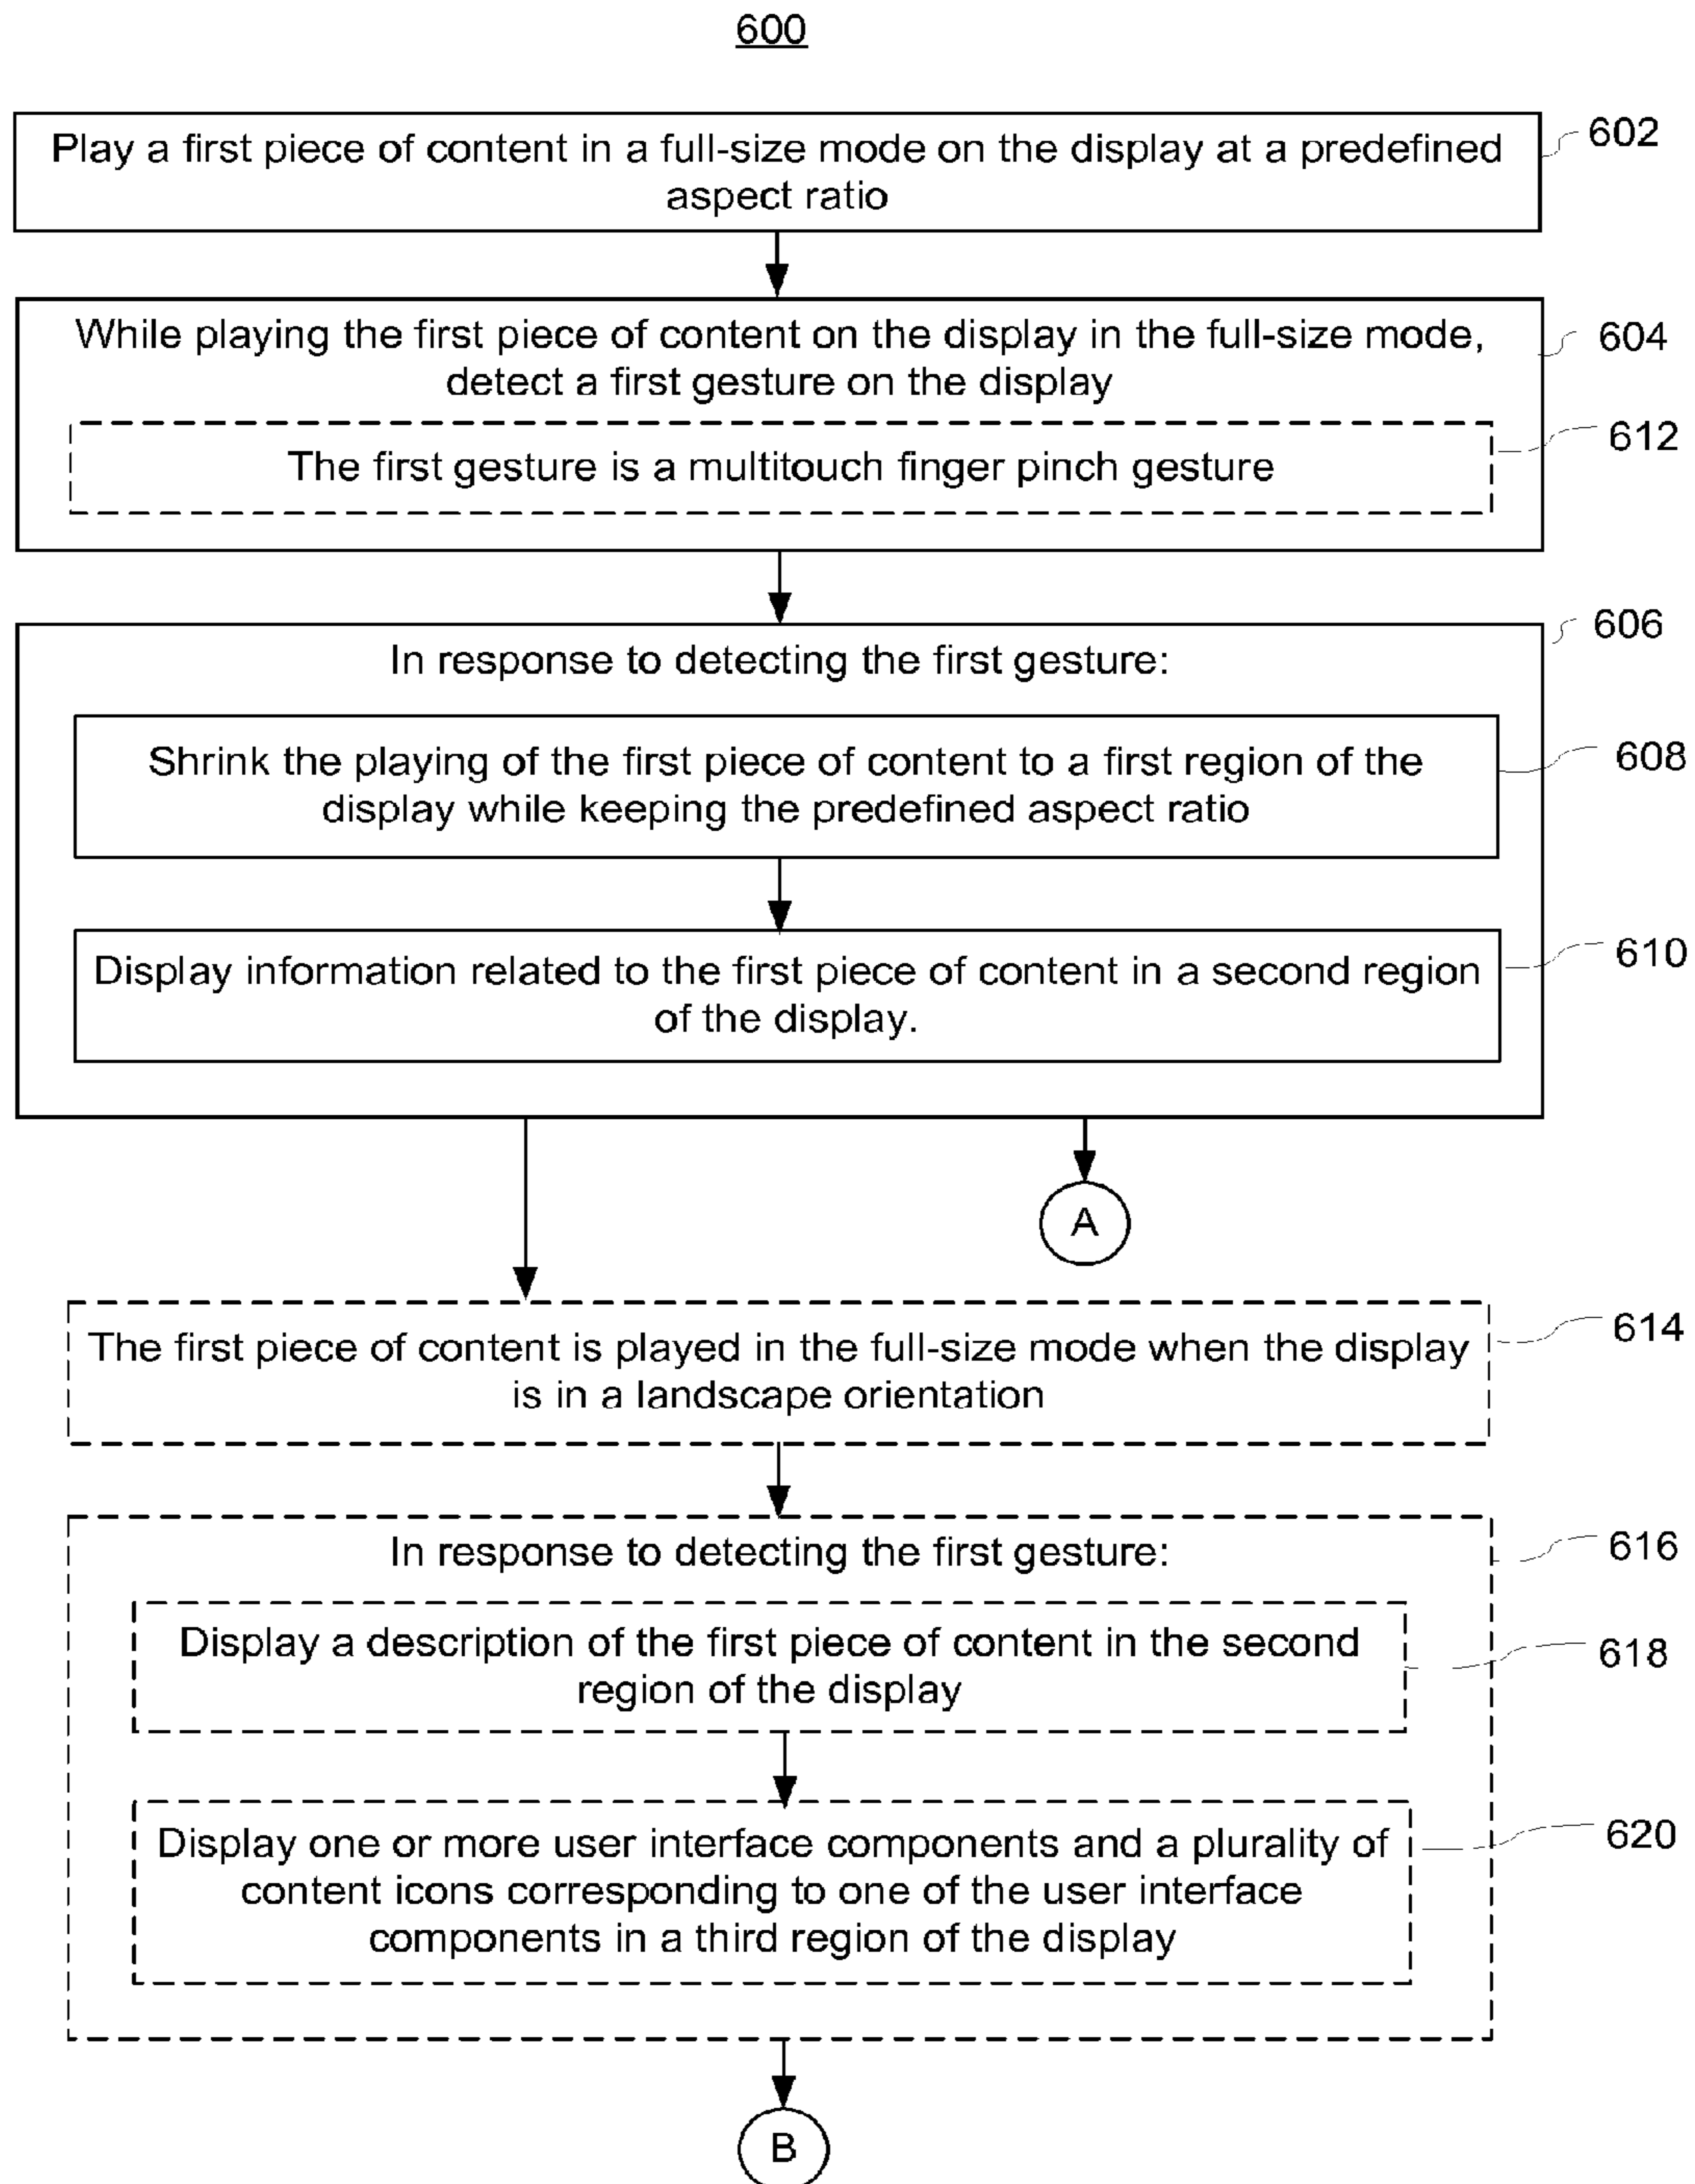 600
Play a first piece of content in a full-size mode on the display at a predefined
aspect ratio
602
While playing the first piece of content on the display in the full-size mode,
detect a first gesture on the display
604
The first gesture is a multitouch finger pinch gesture
612
In response to detecting the first gesture:
606
Shrink the playing of the first piece of content to a first region of the
display while keeping the predefined aspect ratio
608
Display information related to the first piece of content in a second region
of the display.
610
A
The first piece of content is played in the full-size mode when the display
is in a landscape orientation
614
In response to detecting the first gesture:
616
Display a description of the first piece of content in the second
region of the display
618
Display one or more user interface components and a plurality of
content icons corresponding to one of the user interface
components in a third region of the display
620
B